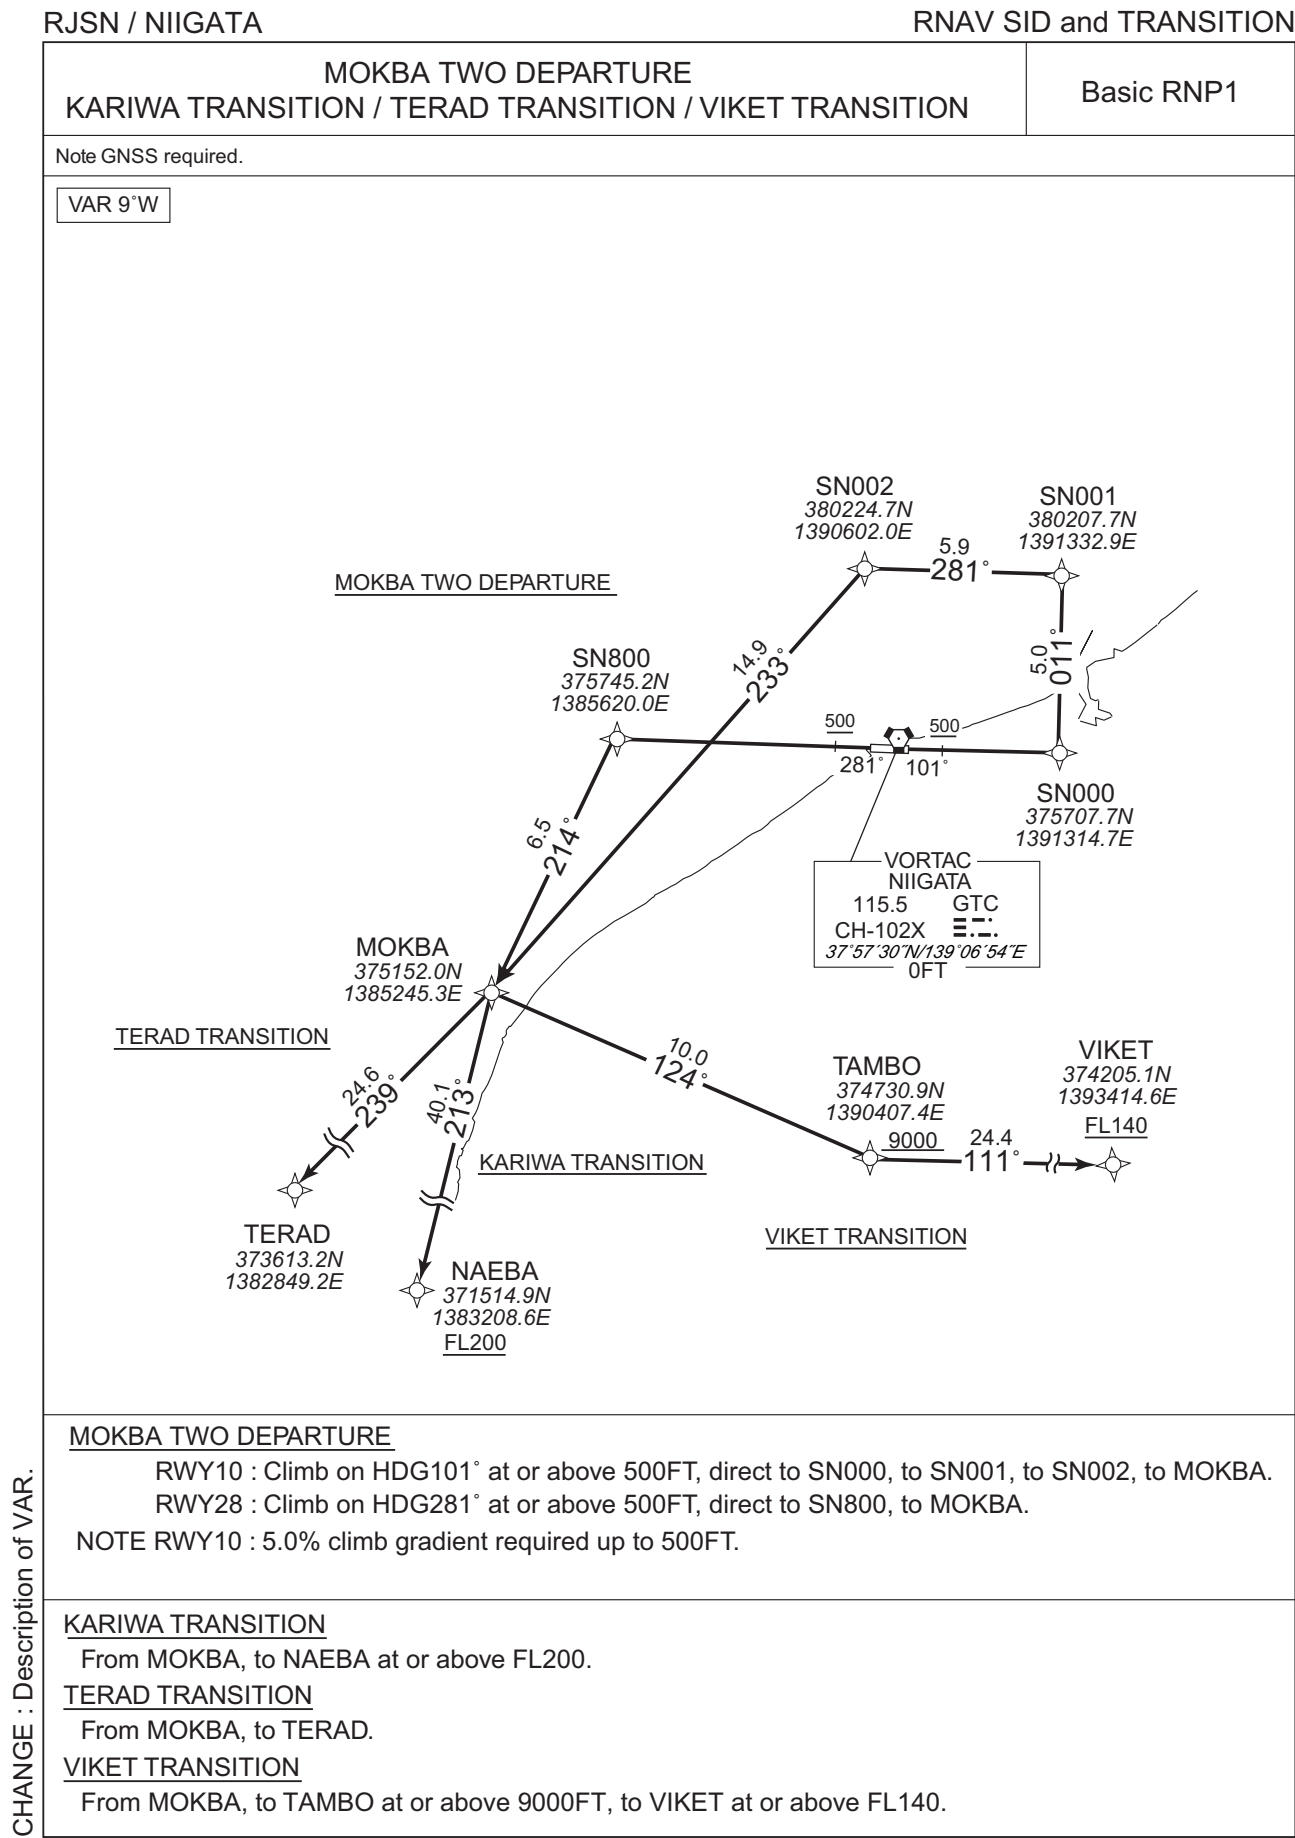 RJSN / NIIGATA
RNAV SID and TRANSITION
MOKBA TWO DEPARTURE
KARIWA TRANSITION / TERAD TRANSITION / VIKET TRANSITION
Basic RNP1
Note GNSS required.
VAR 9°W
SN002
380224.7N
1390602.0E
SN001
380207.7N
1391332.9E
5.9
281°
MOKBA TWO DEPARTURE
14.9
233°
5.0
011°
SN800
375745.2N
1385620.0E
500
500
281°
101°
SN000
375707.7N
1391314.7E
6.5
214°
VORTAC
NIIGATA
115.5 GTC
CH-102X
37°57´30˝N/139°06´54˝E
0FT
MOKBA
375152.0N
1385245.3E
TERAD TRANSITION
10.0
124°
TAMBO
374730.9N
1390407.4E
9000
VIKET
374205.1N
1393414.6E
FL140
24.4
111°
24.6
239°
40.1
213°
KARIWA TRANSITION
VIKET TRANSITION
TERAD
373613.2N
1382849.2E
NAEBA
371514.9N
1383208.6E
FL200
MOKBA TWO DEPARTURE
RWY10 : Climb on HDG101° at or above 500FT, direct to SN000, to SN001, to SN002, to MOKBA.
RWY28 : Climb on HDG281° at or above 500FT, direct to SN800, to MOKBA.
NOTE RWY10 : 5.0% climb gradient required up to 500FT.
KARIWA TRANSITION
From MOKBA, to NAEBA at or above FL200.
TERAD TRANSITION
From MOKBA, to TERAD.
VIKET TRANSITION
From MOKBA, to TAMBO at or above 9000FT, to VIKET at or above FL140.
CHANGE : Description of VAR.